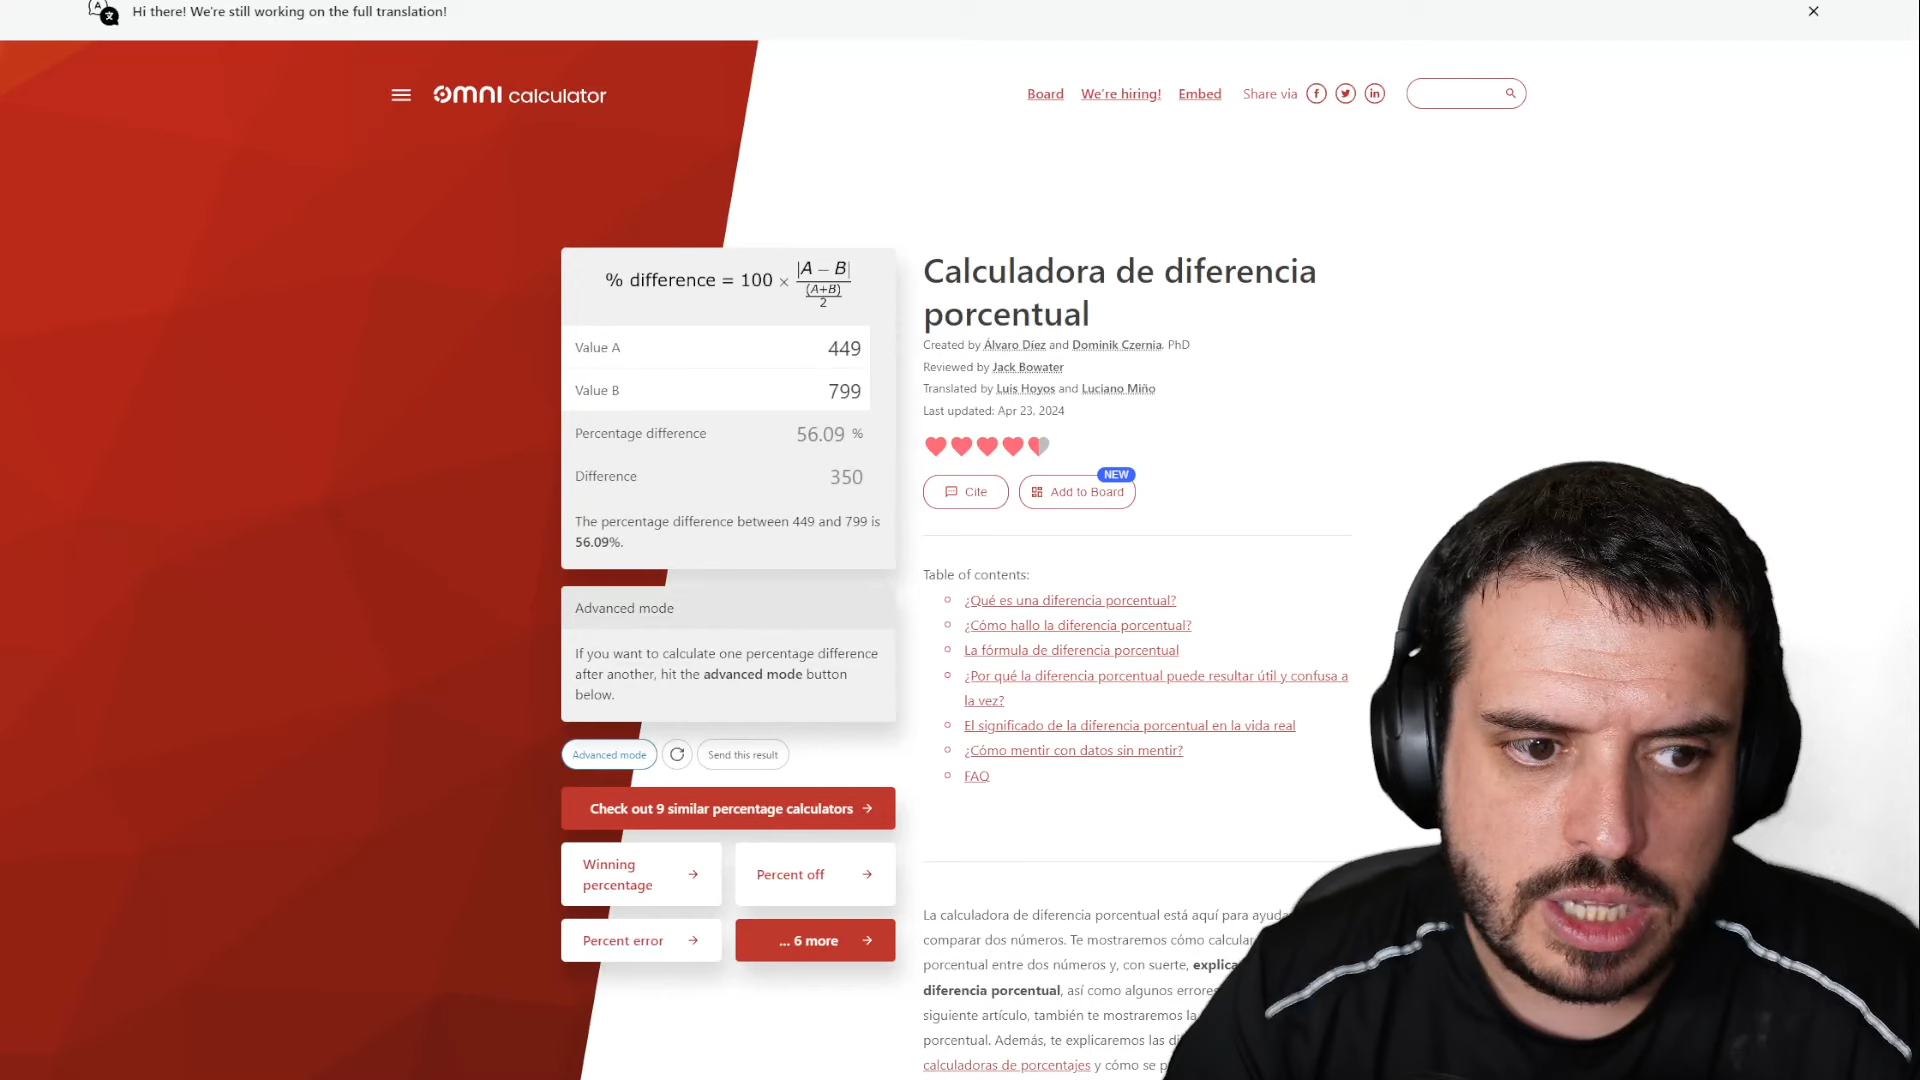 Hi there! We're still working on the full translation!
omni calculator
Board We're hiring! Embed Share via
% difference = 100 × |A − B| / ((A+B) / 2)
Value A 449
Value B 799
Percentage difference 56.09 %
Difference 350
The percentage difference between 449 and 799 is
56.09%.
Advanced mode
If you want to calculate one percentage difference
after another, hit the advanced mode button
below.
Advanced mode Send this result
Check out 9 similar percentage calculators
Winning
percentage
Percent off
Percent error
... 6 more
Calculadora de diferencia
porcentual
Created by Álvaro Díez and Dominik Czernia, PhD
Reviewed by Jack Bowater
Translated by Luis Hoyos and Luciano Miño
Last updated: Apr 23, 2024
NEW
Cite Add to Board
Table of contents:
¿Qué es una diferencia porcentual?
¿Cómo hallo la diferencia porcentual?
La fórmula de diferencia porcentual
¿Por qué la diferencia porcentual puede resultar útil y confusa a
la vez?
El significado de la diferencia porcentual en la vida real
¿Cómo mentir con datos sin mentir?
FAQ
La calculadora de diferencia porcentual está aquí para ayuda
comparar dos números. Te mostraremos cómo calcular
porcentual entre dos números y, con suerte, explica
diferencia porcentual, así como algunos errores
siguiente artículo, también te mostraremos la
porcentual. Además, te explicaremos las di
calculadoras de porcentajes y cómo se p